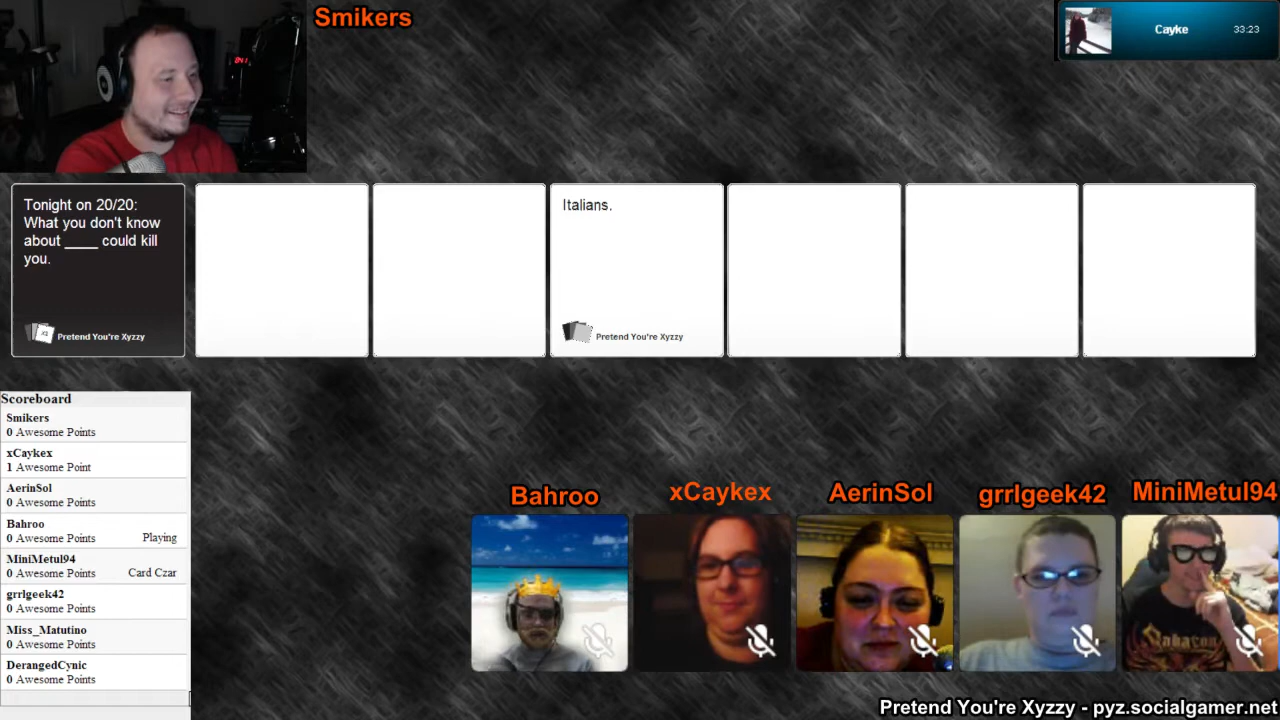 Smikers
Cayke
33:23
Tonight on 20/20:
What you don't know
about ____ could kill
you.
Pretend You're Xyzzy
Italians.
Pretend You're Xyzzy
Scoreboard
Smikers
0 Awesome Points
xCaykex
1 Awesome Point
AerinSol
0 Awesome Points
Bahroo
0 Awesome Points Playing
MiniMetul94
0 Awesome Points Card Czar
grrlgeek42
0 Awesome Points
Miss_Matutino
0 Awesome Points
DerangedCynic
0 Awesome Points
Bahroo
xCaykex
AerinSol
grrlgeek42
MiniMetul94
Sabaton
Pretend You're Xyzzy - pyz.socialgamer.net